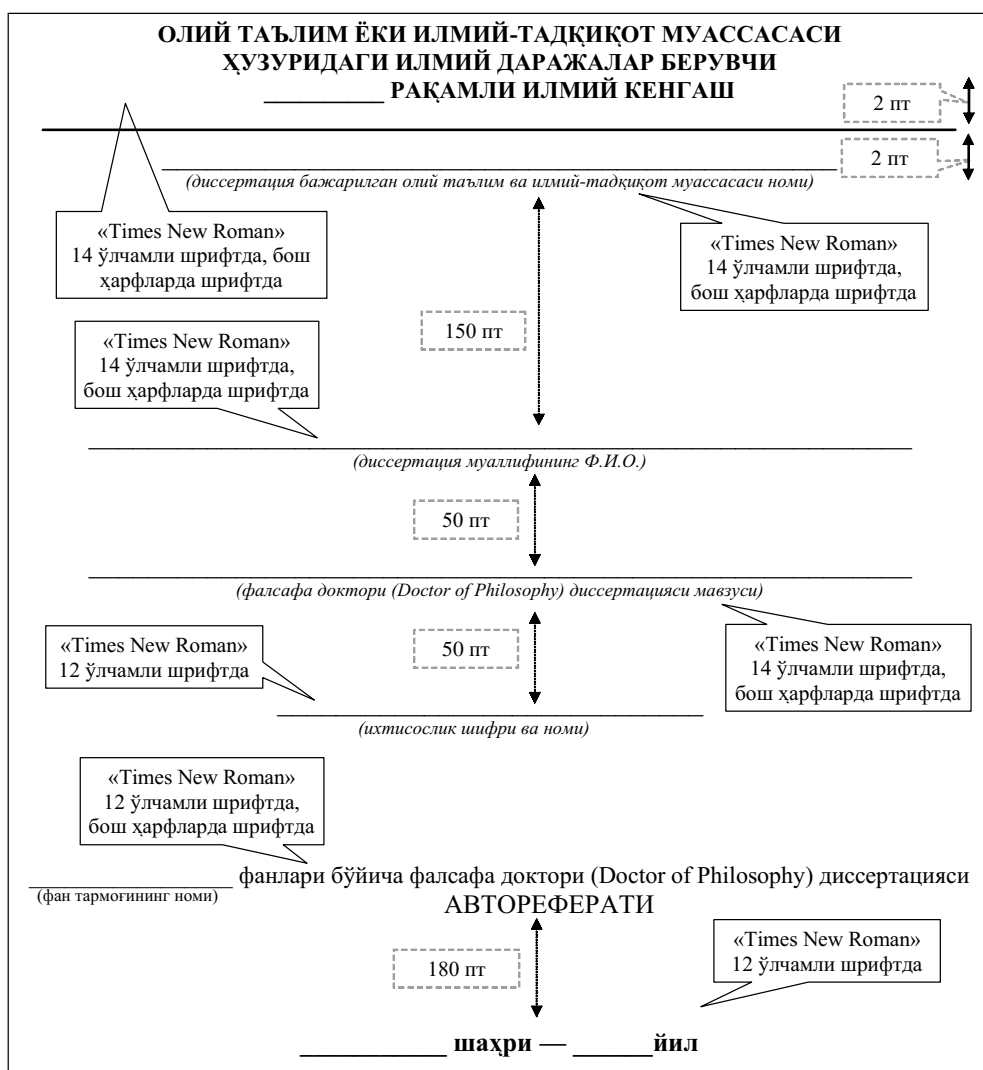 ОЛИЙ ТАЪЛИМ ЁКИ ИЛМИЙ-ТАДҚИҚОТ МУАССАСАСИ
ҲУЗУРИДАГИ ИЛМИЙ ДАРАЖАЛАР БЕРУВЧИ
_________ РАҚАМЛИ ИЛМИЙ КЕНГАШ
2 пт
2 пт
(диссертация бажарилган олий таълим ва илмий-тадқиқот муассасаси номи)
«Times New Roman»
14 ўлчамли шрифтда, бош
ҳарфларда шрифтда
«Times New Roman»
14 ўлчамли шрифтда,
бош ҳарфларда шрифтда
150 пт
«Times New Roman»
14 ўлчамли шрифтда,
бош ҳарфларда шрифтда
(диссертация муаллифининг Ф.И.О.)
50 пт
(фалсафа доктори (Doctor of Philosophy) диссертацияси мавзуси)
«Times New Roman»
12 ўлчамли шрифтда
50 пт
«Times New Roman»
14 ўлчамли шрифтда,
бош ҳарфларда шрифтда
(ихтисослик шифри ва номи)
«Times New Roman»
12 ўлчамли шрифтда,
бош ҳарфларда шрифтда
_______________ фанлари бўйича фалсафа доктори (Doctor of Philosophy) диссертацияси
(фан тармоғининг номи)
АВТОРЕФЕРАТИ
«Times New Roman»
12 ўлчамли шрифтда
180 пт
___________ шаҳри — ______йил